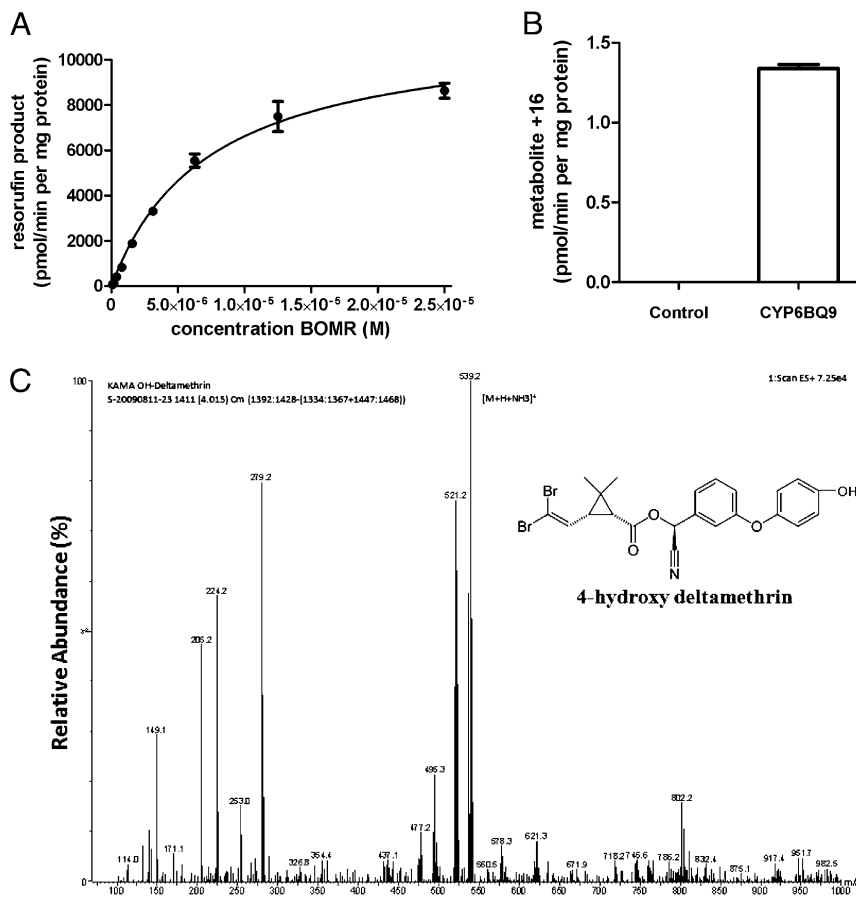 A
resorufin product
(pmol/min per mg protein)
10000
8000
6000
4000
2000
0
0 5.0×10-6 1.0×10-5 1.5×10-5 2.0×10-5 2.5×10-5
concentration BOMR (M)
B
metabolite +16
(pmol/min per mg protein)
1.5
1.0
0.5
0.0
Control CYP6BQ9
C
Relative Abundance (%)
100
%
0
KAMA OH-Deltamethrin
S-20090811-23 1411 (4.015) Cm (1392:1428-(1334:1367+1447:1468))
1:Scan ES+ 7.25e4
[M+H+NH3]+
539.2
521.2
279.2
224.2
205.2
149.1
253.0
171.1
114.0
326.8
354.4
437.1
477.2
495.3
560.5
578.3
621.3
671.9
718.2
745.6
786.2
802.2
832.4
875.1
917.4
951.7
982.5
Br
Br
O
O
N
O
OH
4-hydroxy deltamethrin
100 150 200 250 300 350 400 450 500 550 600 650 700 750 800 850 900 950 1000